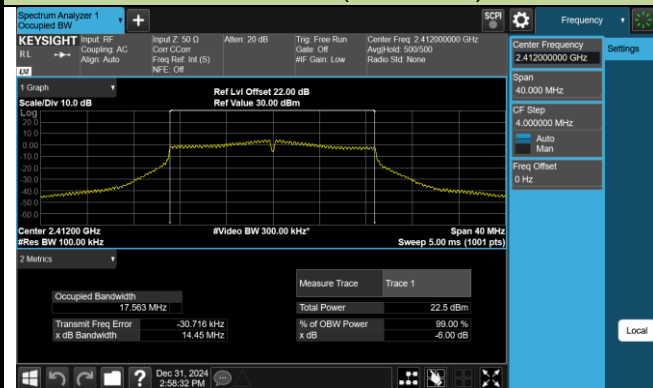 Spectrum Analyzer 1
Occupied BW
+
SCPI
Frequency
KEYSIGHT
R L
Input: RF
Coupling: AC
Align: Auto
Input Z: 50 Ω
Corr CCorr
Freq Ref: Int (S)
NFE: Off
Atten: 20 dB
Trig: Free Run
Gate: Off
#IF Gain: Low
Center Freq: 2.412000000 GHz
Avg|Hold: 500/500
Radio Std: None
Center Frequency
2.412000000 GHz
Settings
Span
40.000 MHz
CF Step
4.000000 MHz
Auto
Man
Freq Offset
0 Hz
1 Graph
Scale/Div 10.0 dB
Ref Lvl Offset 22.00 dB
Ref Value 30.00 dBm
Log
20.0
10.0
0.00
-10.0
-20.0
-30.0
-40.0
-50.0
-60.0
Center 2.41200 GHz
#Video BW 300.00 kHz*
Span 40 MHz
#Res BW 100.00 kHz
Sweep 5.00 ms (1001 pts)
2 Metrics
Measure Trace
Trace 1
Occupied Bandwidth
17.563 MHz
Total Power
22.5 dBm
Transmit Freq Error
-30.716 kHz
% of OBW Power
99.00 %
x dB Bandwidth
14.45 MHz
x dB
-6.00 dB
Local
?
Dec 31, 2024
2:58:32 PM